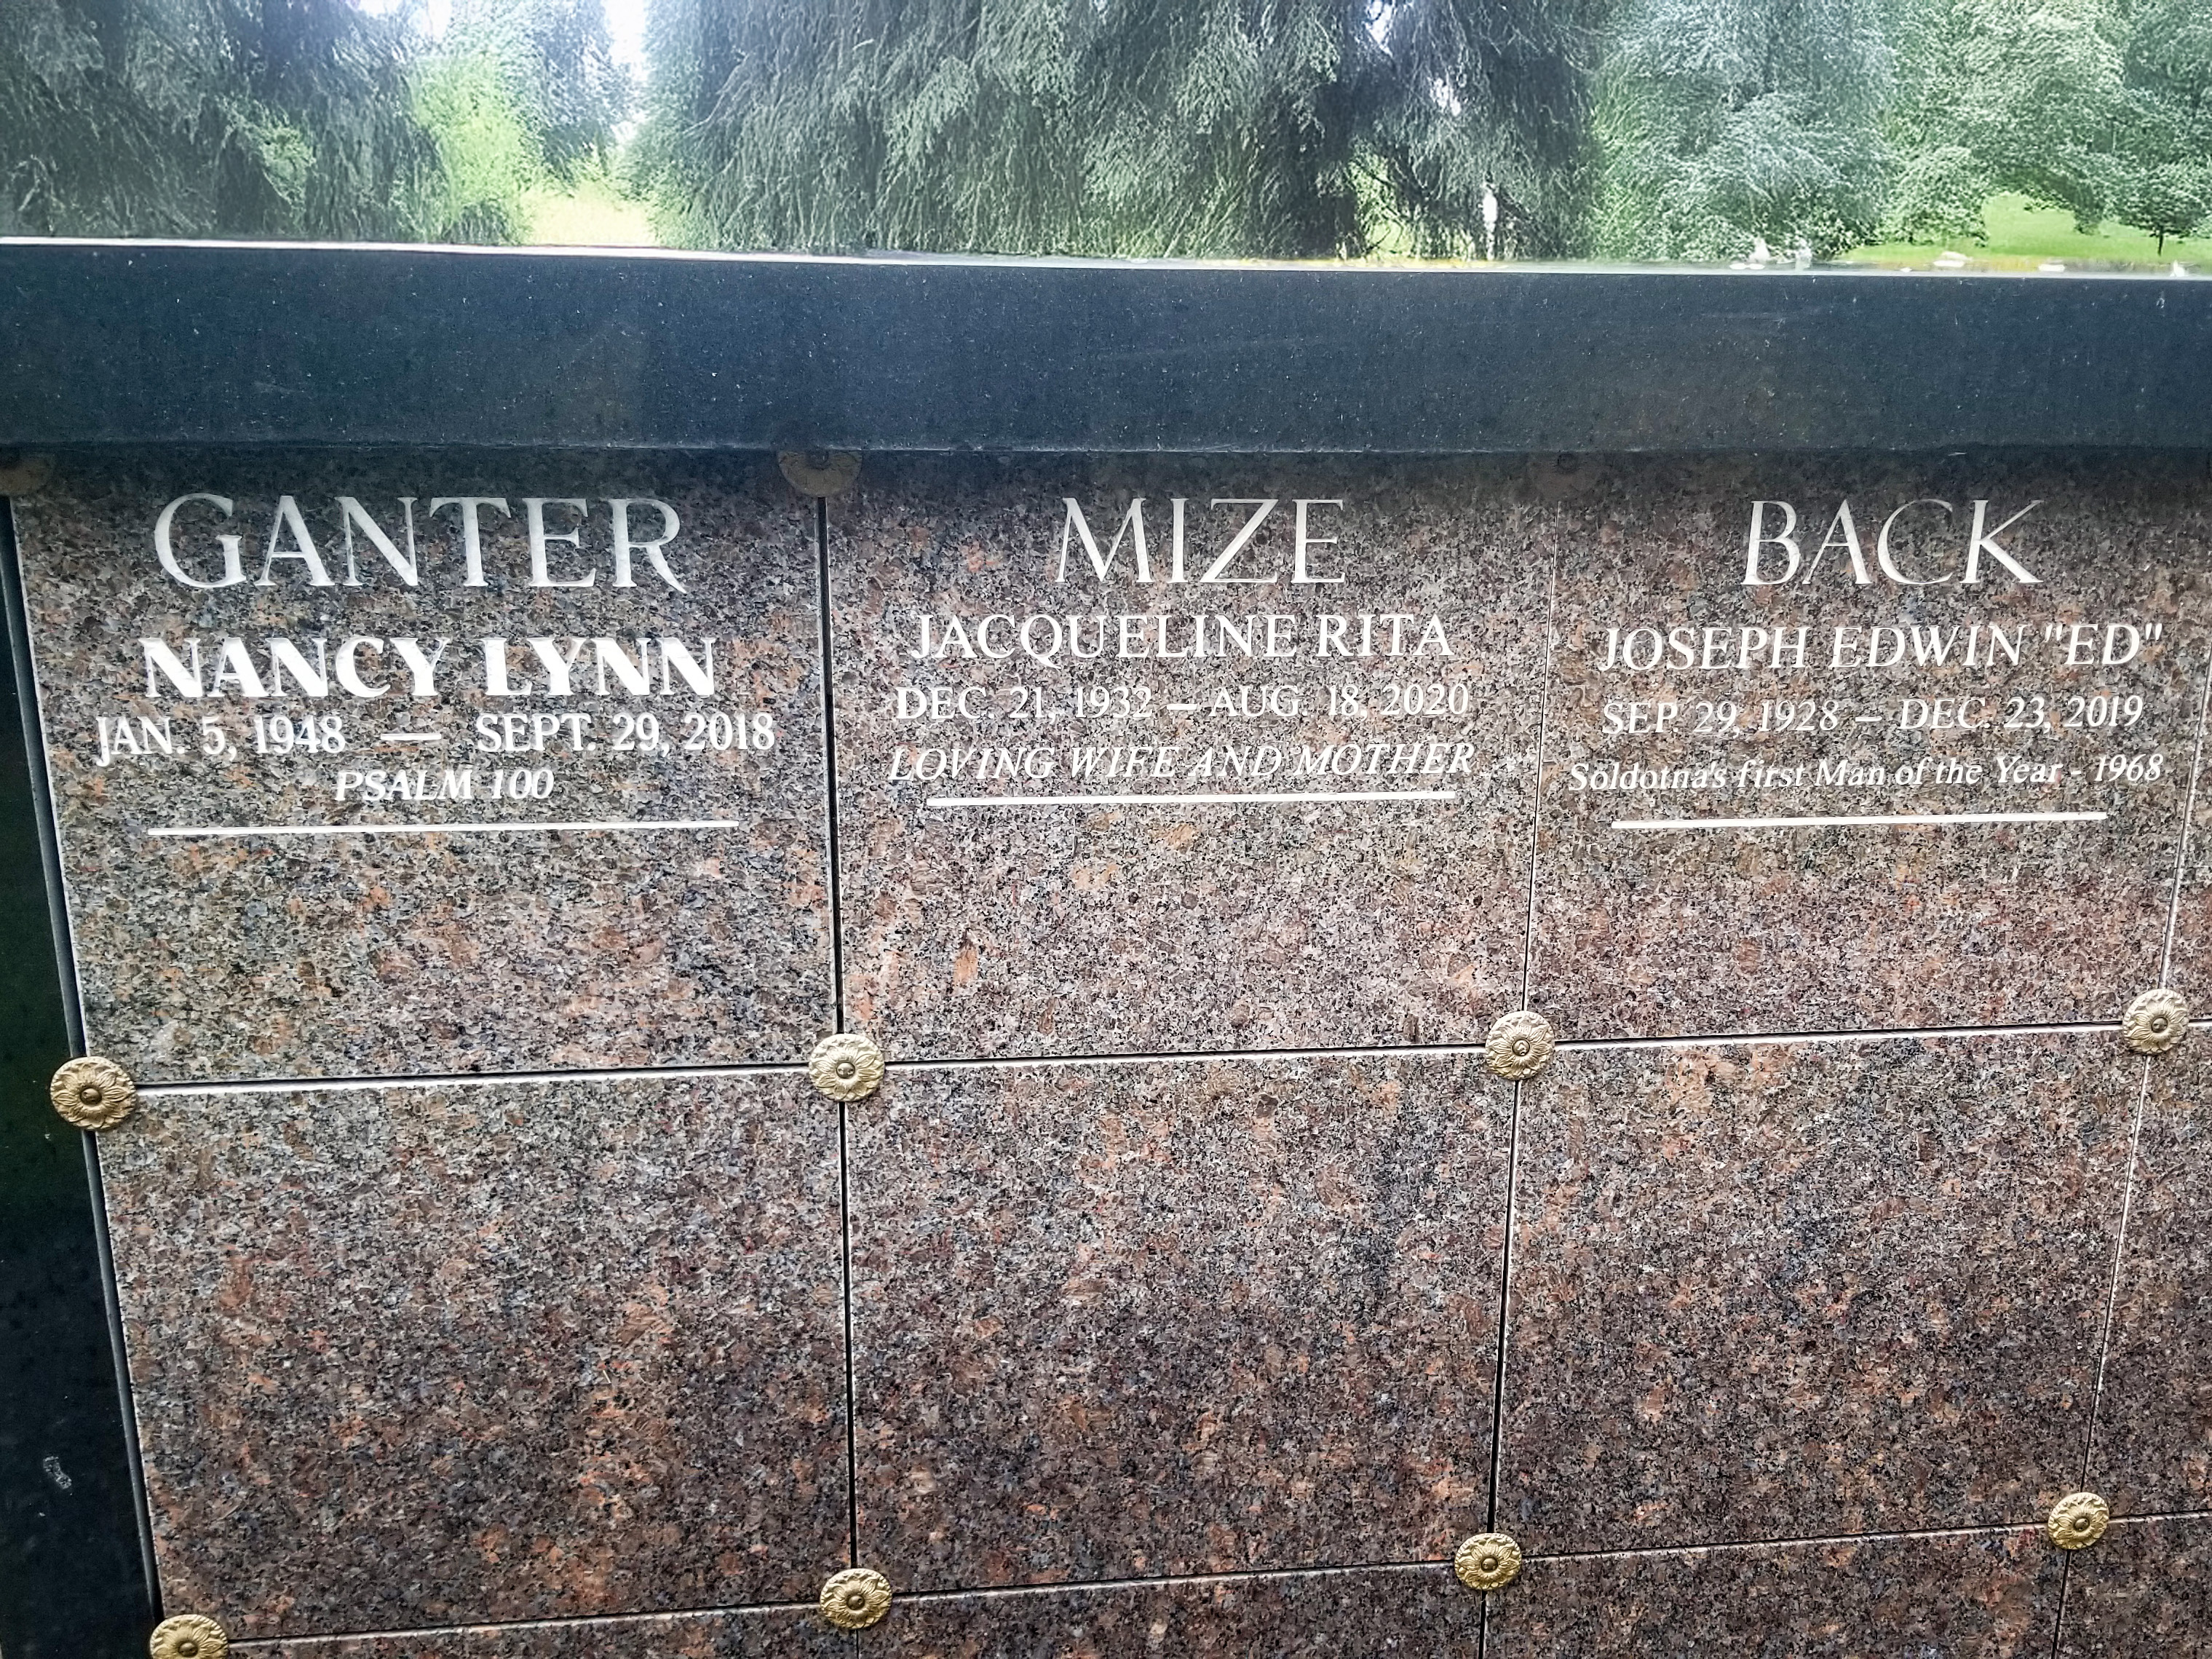 GANTER
NANCY LYNN
JAN. 5, 1948 — SEPT. 29, 2018
PSALM 100
MIZE
JACQUELINE RITA
DEC. 21, 1932 – AUG. 18, 2020
LOVING WIFE AND MOTHER
BACK
JOSEPH EDWIN "ED"
SEP. 29, 1928 – DEC. 23, 2019
Soldotna's first Man of the Year - 1968